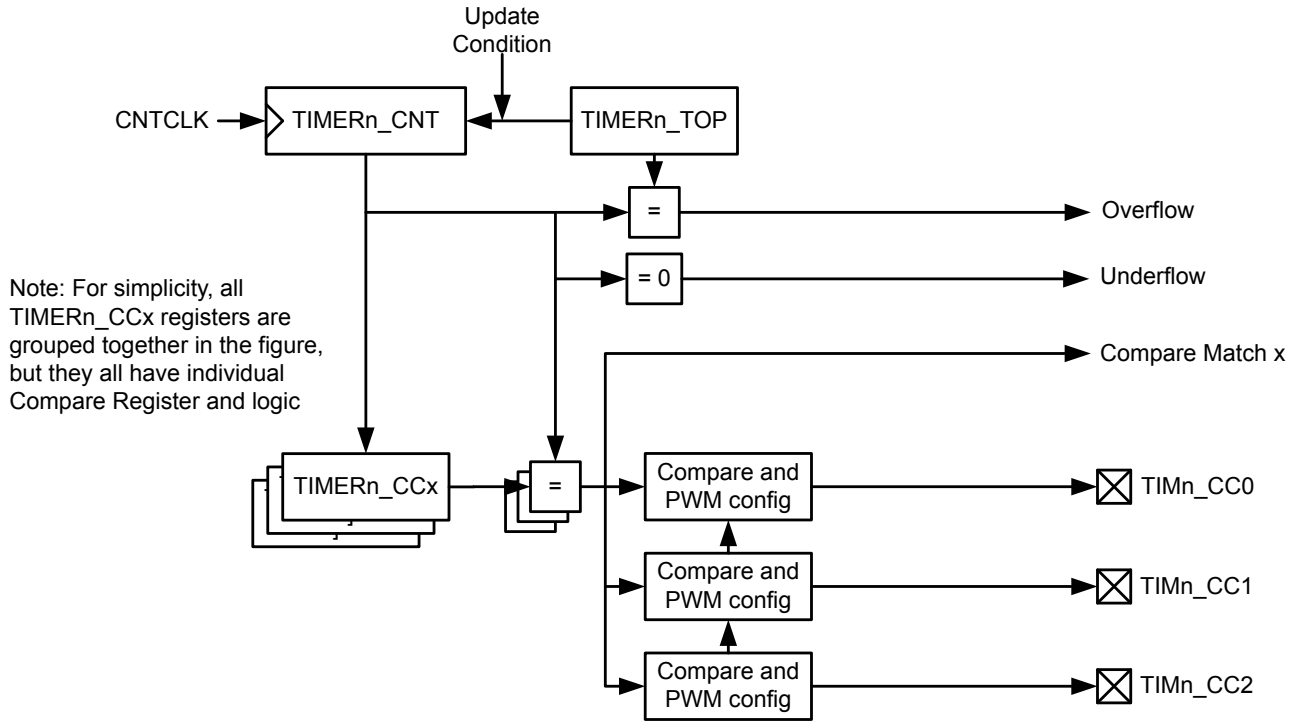 Update
Condition
CNTCLK
TIMERn_CNT
TIMERn_TOP
=
Overflow
= 0
Underflow
Note: For simplicity, all
TIMERn_CCx registers are
grouped together in the figure,
but they all have individual
Compare Register and logic
Compare Match x
TIMERn_CCx
=
Compare and
PWM config
TIMn_CC0
Compare and
PWM config
TIMn_CC1
Compare and
PWM config
TIMn_CC2